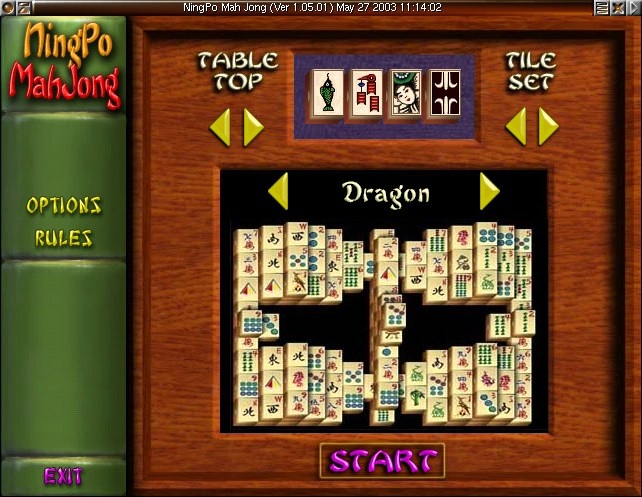 NingPo Mah Jong (Ver 1.05.01) May 27 2003 11:14:02
NingPo
MahJong
TABLE
TOP
TILE
SET
OPTIONS
RULES
Dragon
START
EXIT